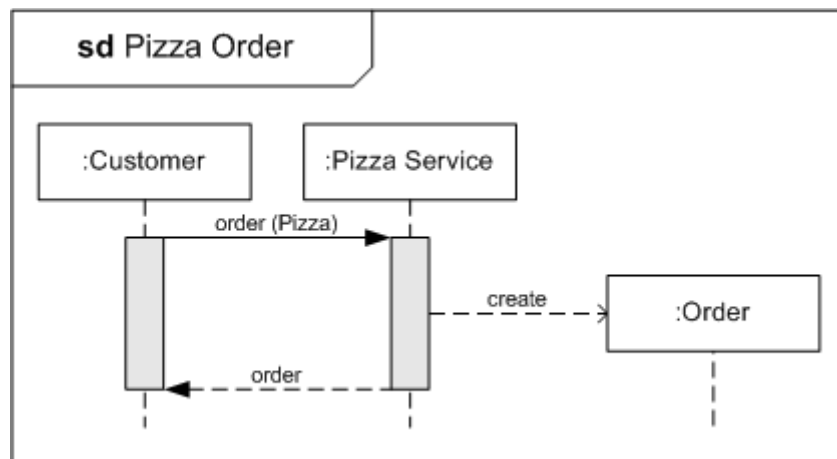 sd Pizza Order
:Customer
:Pizza Service
order (Pizza)
create
:Order
order